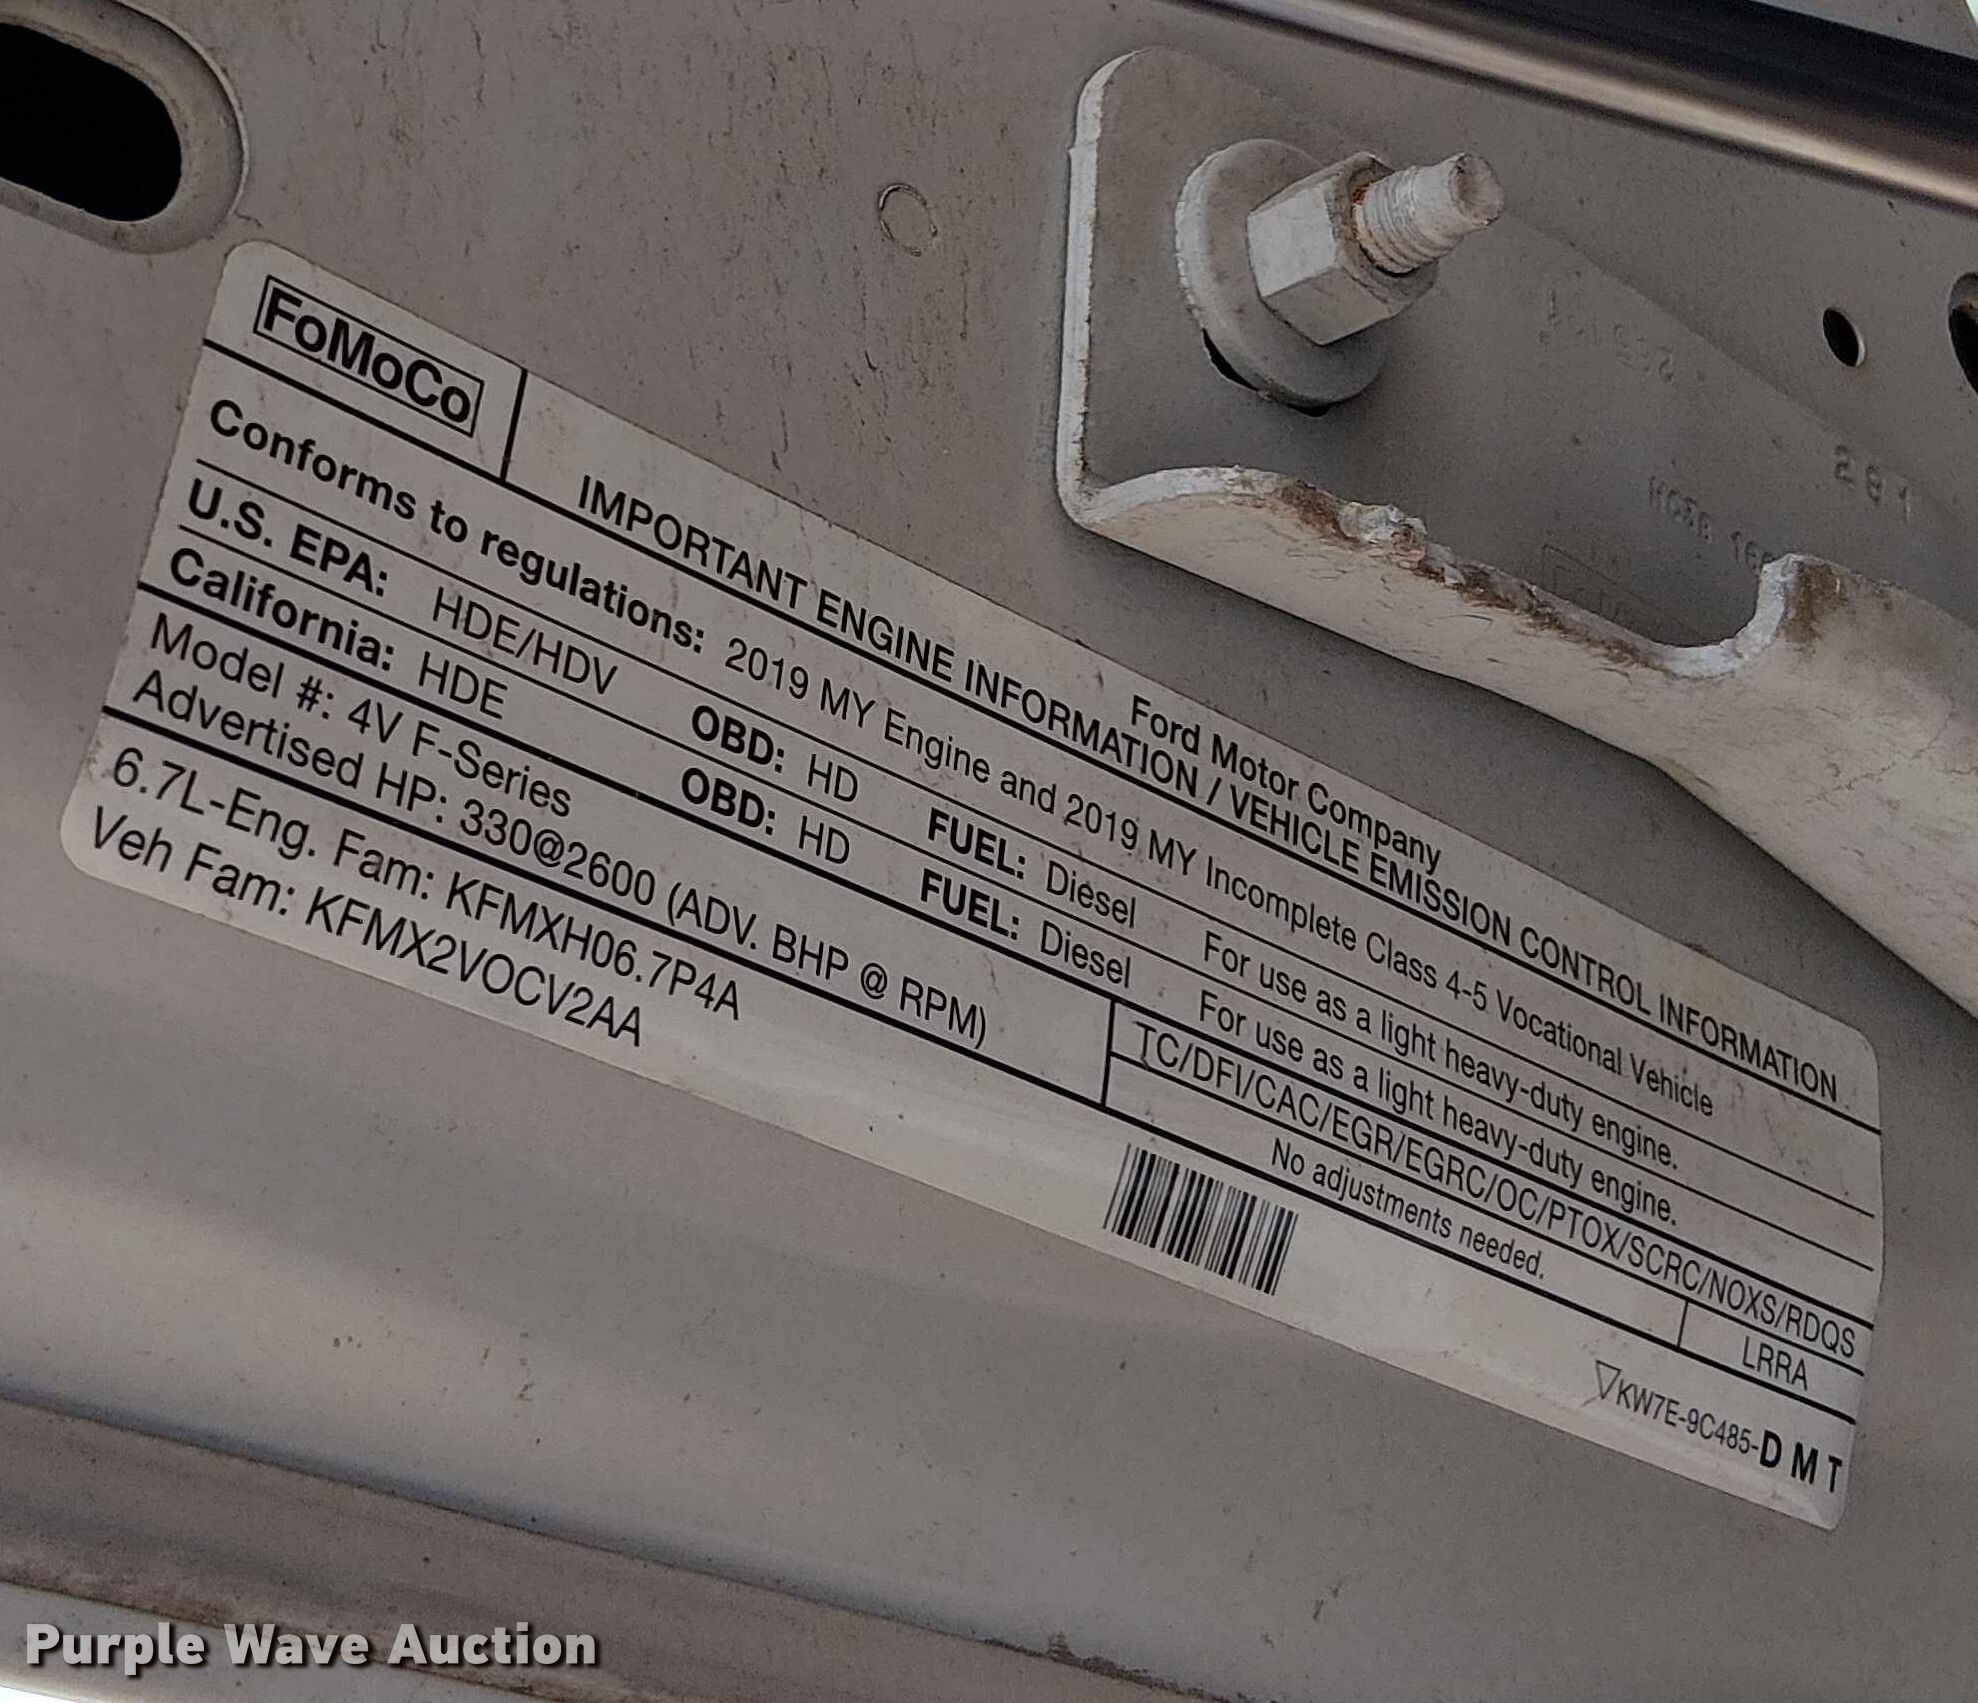 FoMoCo
Ford Motor Company
IMPORTANT ENGINE INFORMATION / VEHICLE EMISSION CONTROL INFORMATION
Conforms to regulations: 2019 MY Engine and 2019 MY Incomplete Class 4-5 Vocational Vehicle
U.S. EPA: HDE/HDV OBD: HD FUEL: Diesel For use as a light heavy-duty engine.
California: HDE OBD: HD FUEL: Diesel For use as a light heavy-duty engine.
Model #: 4V F-Series
Advertised HP: 330@2600 (ADV. BHP @ RPM)
TC/DFI/CAC/EGR/EGRC/OC/PTOX/SCRC/NOXS/RDQS
No adjustments needed. LRRA
6.7L-Eng. Fam: KFMXH06.7P4A
Veh Fam: KFMX2VOCV2AA
▽KW7E-9C485-D M T
Purple Wave Auction